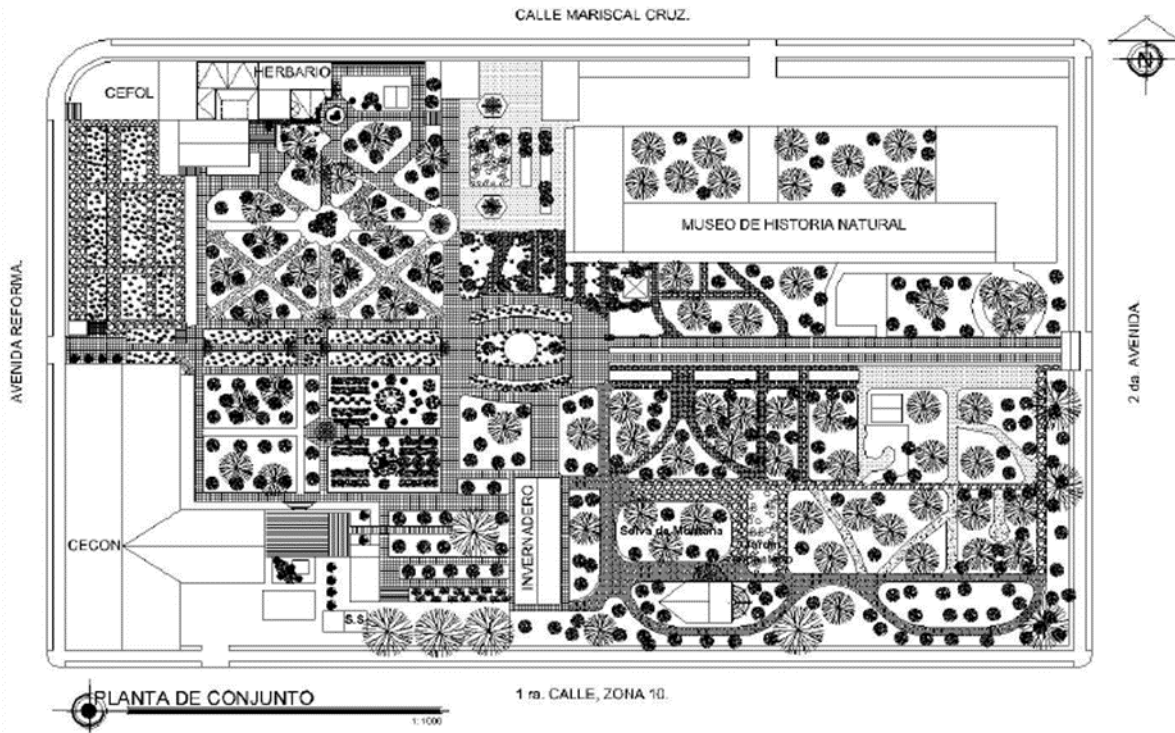 CALLE MARISCAL CRUZ.
N
HERBARIO
CEFOL
MUSEO DE HISTORIA NATURAL
AVENIDA REFORMA.
2 da AVENIDA.
INVERNADERO
Selva de Montaña
CECON
S.S
PLANTA DE CONJUNTO
1 ra. CALLE, ZONA 10.
1:1000